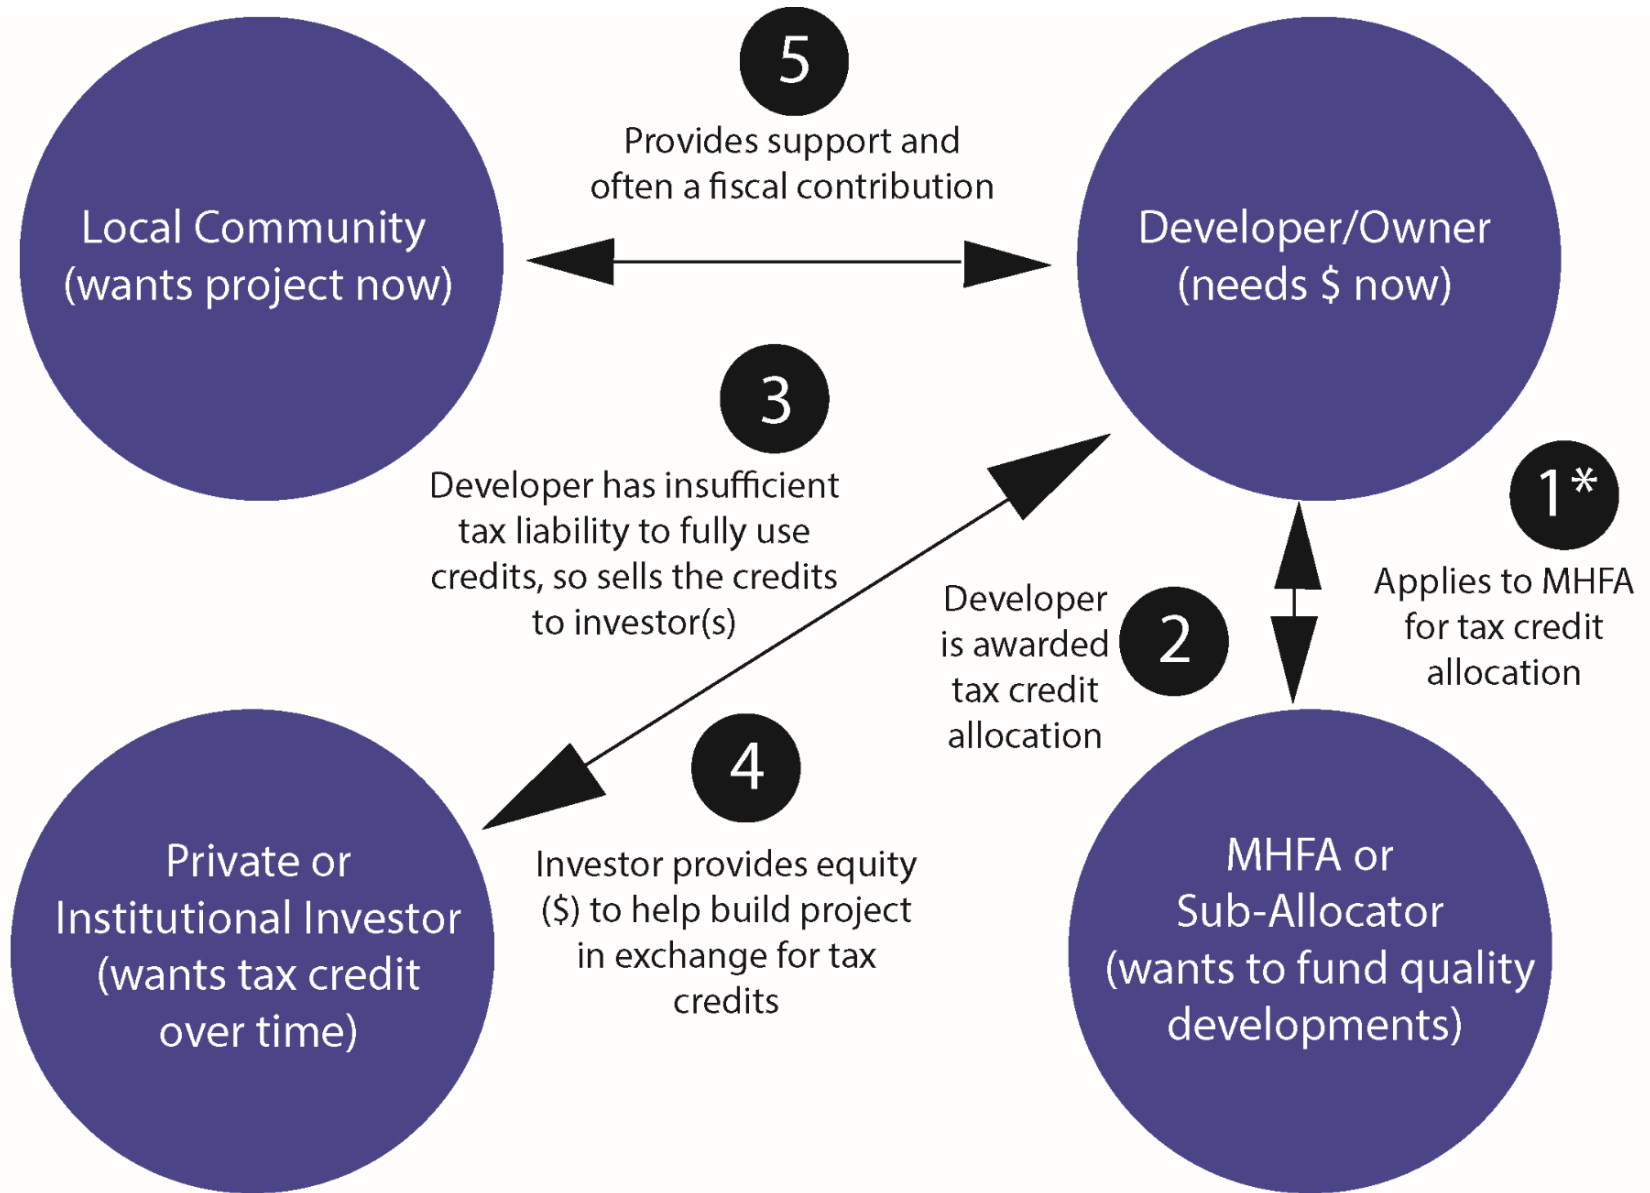 Local Community
(wants project now)
5
Provides support and
often a fiscal contribution
Developer/Owner
(needs $ now)
3
Developer has insufficient
tax liability to fully use
credits, so sells the credits
to investor(s)
1*
Applies to MHFA
for tax credit
allocation
2
Developer
is awarded
tax credit
allocation
4
Investor provides equity
($) to help build project
in exchange for tax
credits
Private or
Institutional Investor
(wants tax credit
over time)
MHFA or
Sub-Allocator
(wants to fund quality
developments)